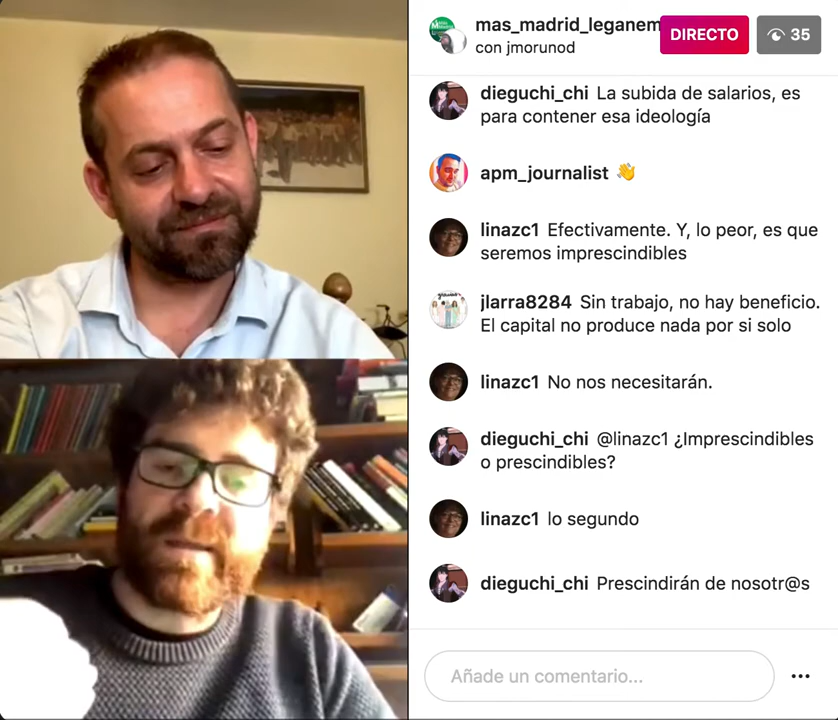 mas_madrid_leganem
con jmorunod
DIRECTO
35
dieguchi_chi La subida de salarios, es
para contener esa ideología
apm_journalist 👋
linazc1 Efectivamente. Y, lo peor, es que
seremos imprescindibles
jlarra8284 Sin trabajo, no hay beneficio.
El capital no produce nada por si solo
linazc1 No nos necesitarán.
dieguchi_chi @linazc1 ¿Imprescindibles
o prescindibles?
linazc1 lo segundo
dieguchi_chi Prescindirán de nosotr@s
Añade un comentario...